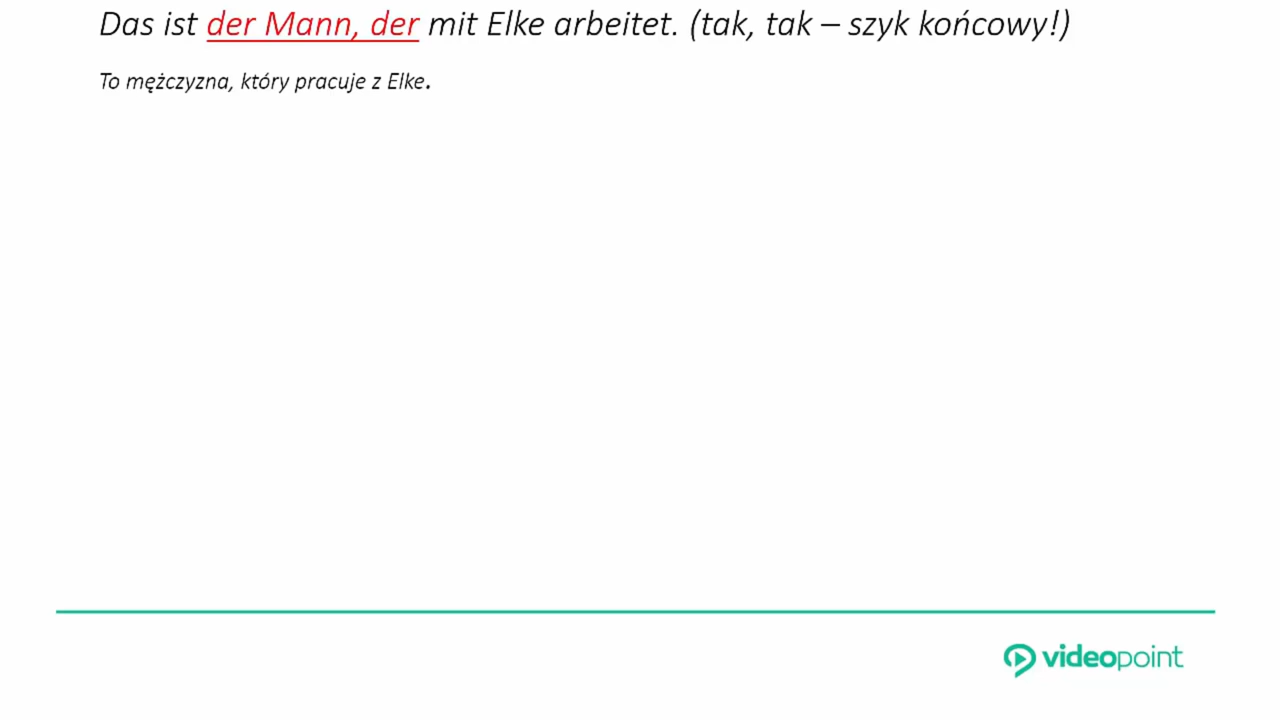 Das ist der Mann, der mit Elke arbeitet. (tak, tak – szyk końcowy!)
To mężczyzna, który pracuje z Elke.
videopoint